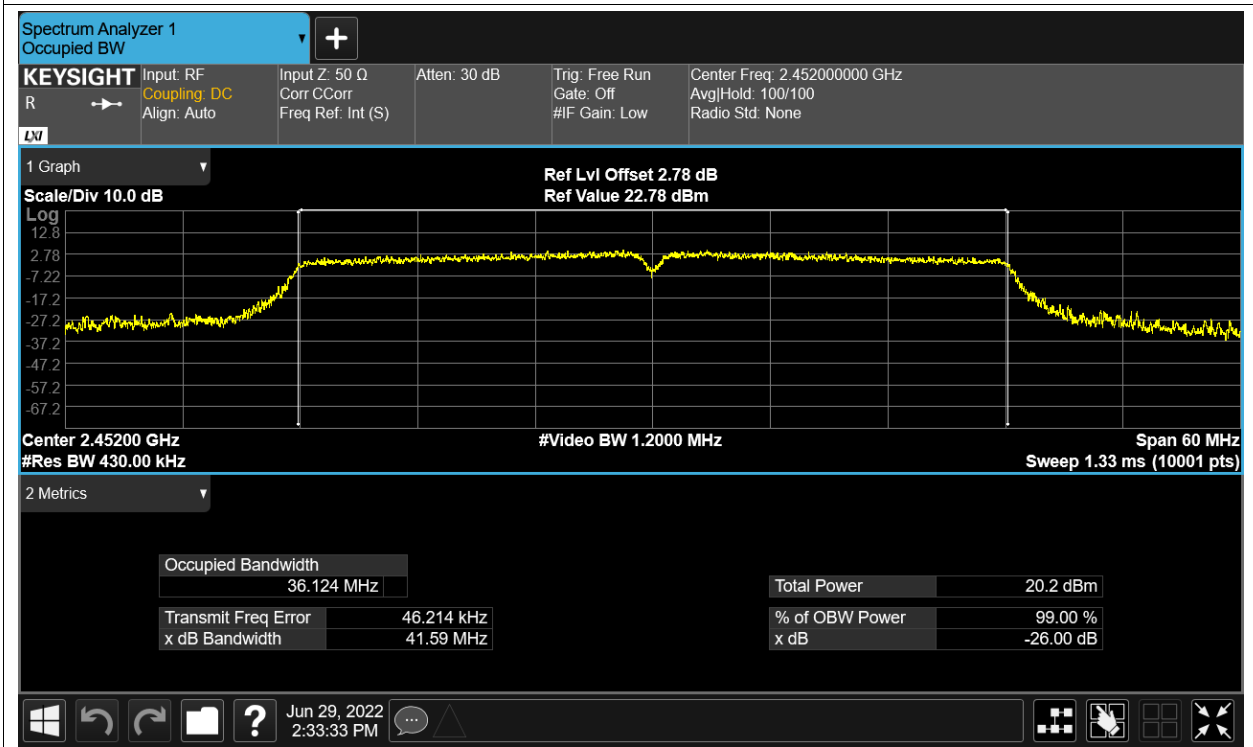 Spectrum Analyzer 1
Occupied BW
KEYSIGHT
R
LXI
Input: RF
Coupling: DC
Align: Auto
Input Z: 50 Ω
Corr CCorr
Freq Ref: Int (S)
Atten: 30 dB
Trig: Free Run
Gate: Off
#IF Gain: Low
Center Freq: 2.452000000 GHz
Avg|Hold: 100/100
Radio Std: None
1 Graph
Scale/Div 10.0 dB
Ref Lvl Offset 2.78 dB
Ref Value 22.78 dBm
Log
12.8
2.78
-7.22
-17.2
-27.2
-37.2
-47.2
-57.2
-67.2
Center 2.45200 GHz
#Res BW 430.00 kHz
#Video BW 1.2000 MHz
Span 60 MHz
Sweep 1.33 ms (10001 pts)
2 Metrics
Occupied Bandwidth
36.124 MHz
Transmit Freq Error 46.214 kHz
x dB Bandwidth 41.59 MHz
Total Power 20.2 dBm
% of OBW Power 99.00 %
x dB -26.00 dB
?
Jun 29, 2022
2:33:33 PM